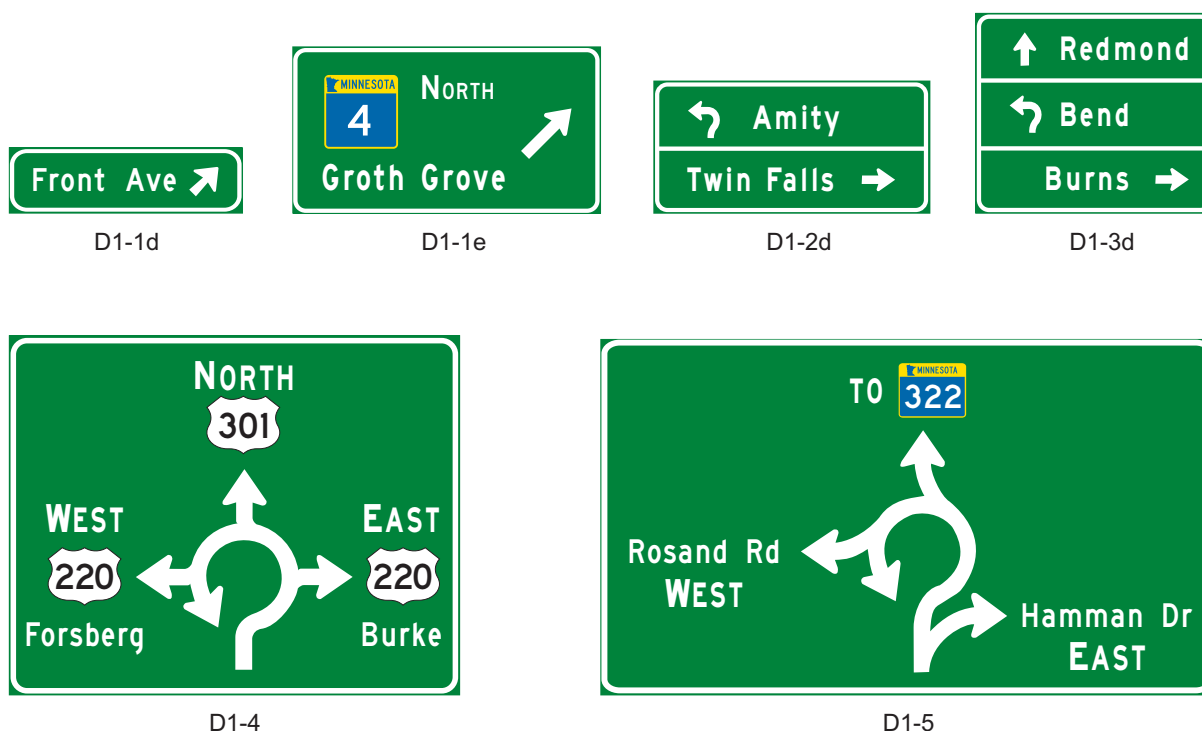 Front Ave
D1-1d
MINNESOTA
4
NORTH
Groth Grove
D1-1e
Amity
Twin Falls
D1-2d
Redmond
Bend
Burns
D1-3d
NORTH
301
WEST
220
Forsberg
EAST
220
Burke
D1-4
TO
MINNESOTA
322
Rosand Rd
WEST
Hamman Dr
EAST
D1-5